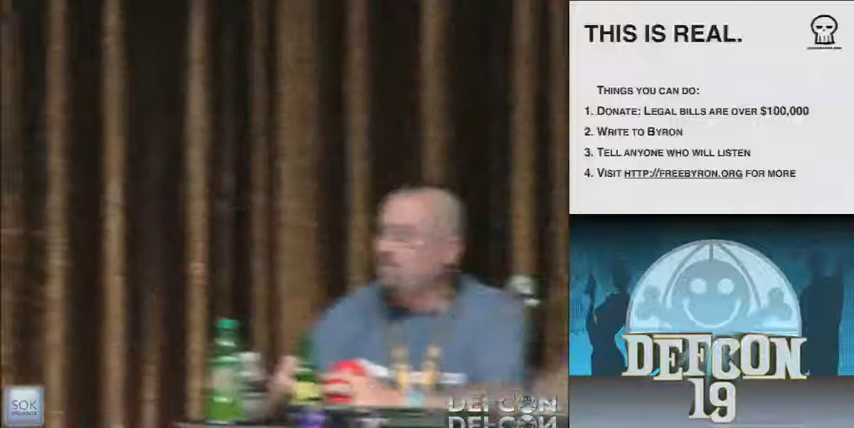 THIS IS REAL.
THINGS YOU CAN DO:
1. DONATE: LEGAL BILLS ARE OVER $100,000
2. WRITE TO BYRON
3. TELL ANYONE WHO WILL LISTEN
4. VISIT HTTP://FREEBYRON.ORG FOR MORE
DEFCON
19
SOK
DEFCON